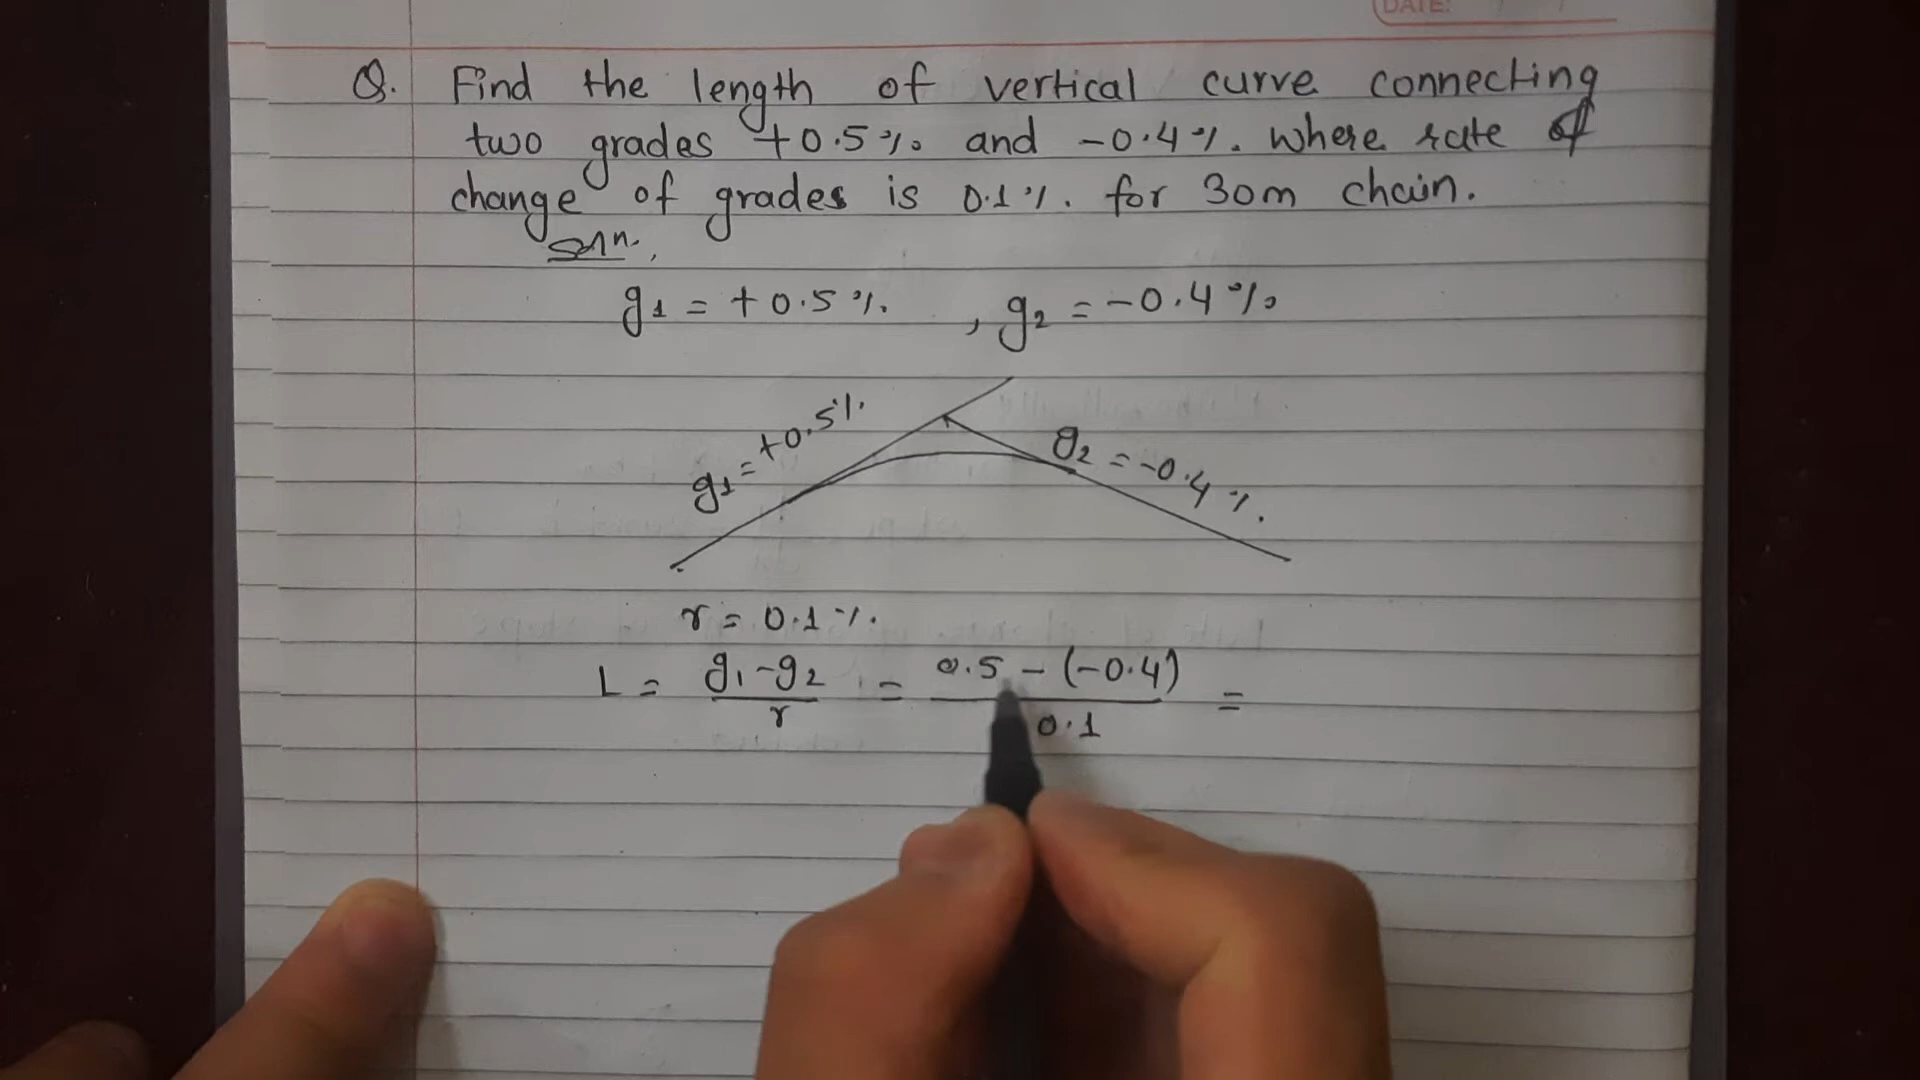 DATE:
Q. Find the length of vertical curve connecting
two grades +0.5% and -0.4%. where rate of
change of grades is 0.1%. for 30m chain.
Soln.,
g1 = +0.5%. , g2 = -0.4%
g1 = +0.5%.
g2 = -0.4%.
r = 0.1%.
L = g1-g2 / r = 0.5 - (-0.4) / 0.1 =